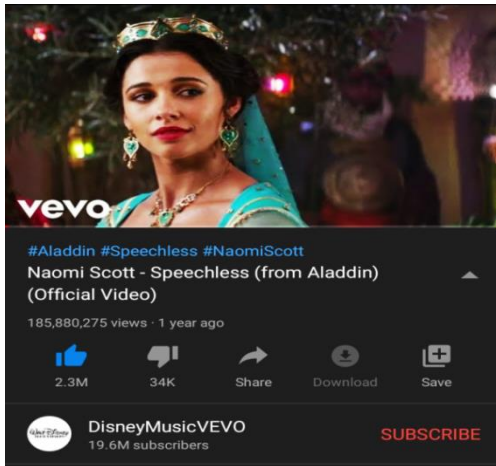 vevo
#Aladdin #Speechless #NaomiScott
Naomi Scott - Speechless (from Aladdin)
(Official Video)
185,880,275 views · 1 year ago
2.3M
34K
Share
Download
Save
DisneyMusicVEVO
19.6M subscribers
SUBSCRIBE